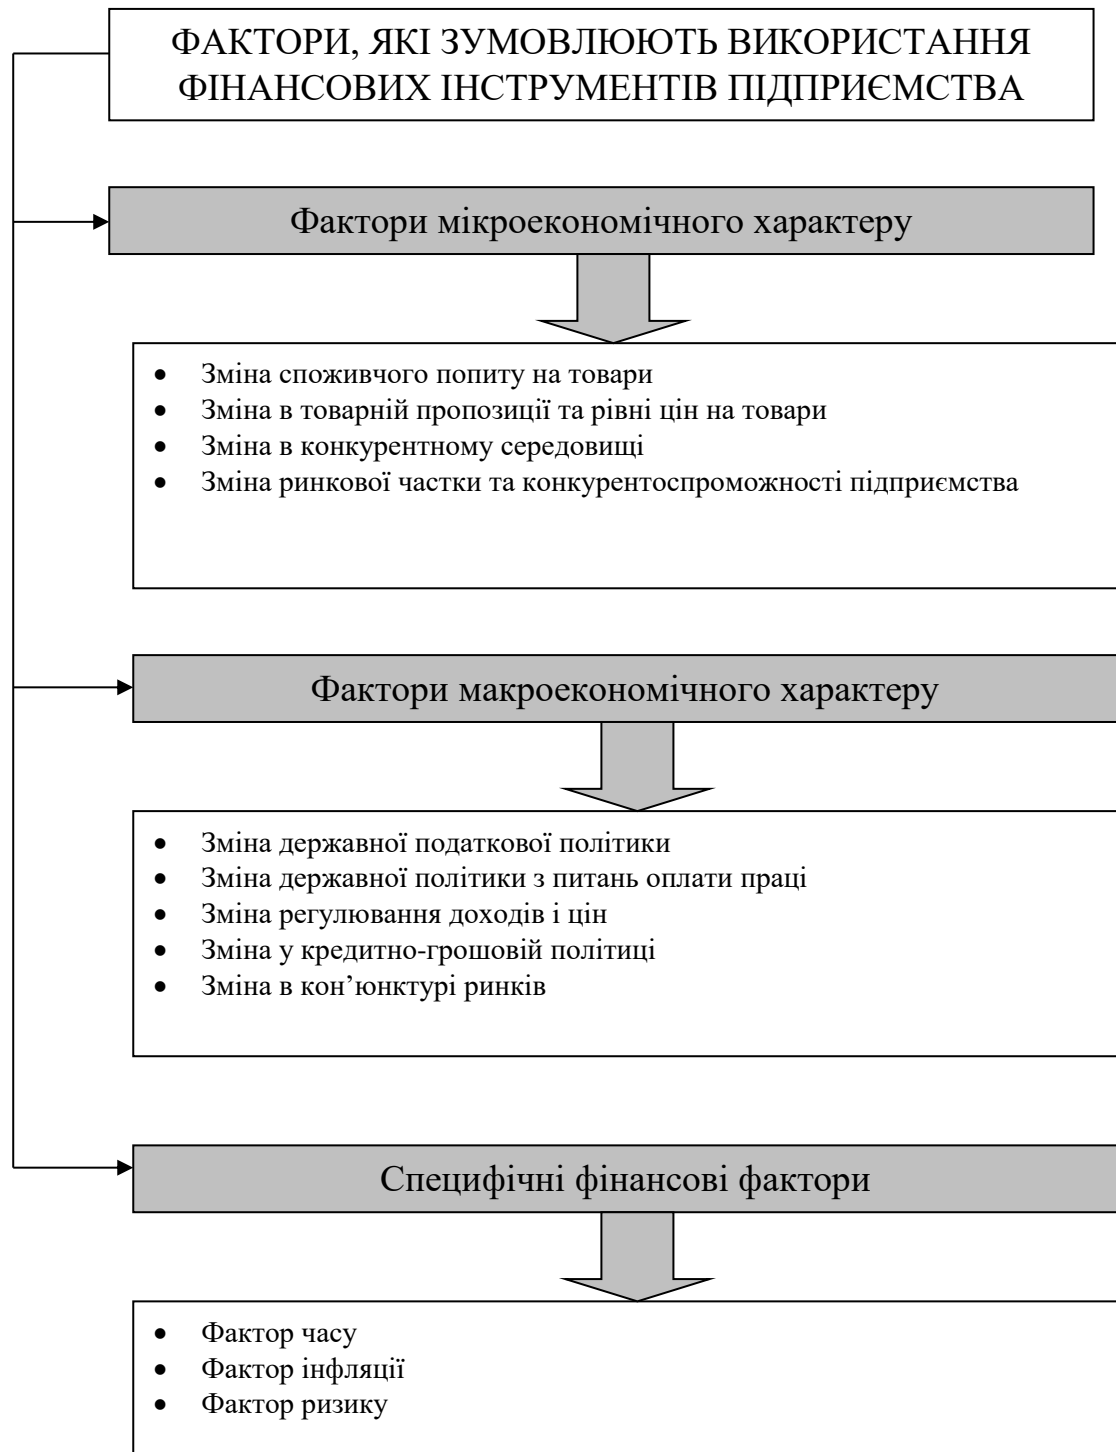 ФАКТОРИ, ЯКІ ЗУМОВЛЮЮТЬ ВИКОРИСТАННЯ
ФІНАНСОВИХ ІНСТРУМЕНТІВ ПІДПРИЄМСТВА
Фактори мікроекономічного характеру
• Зміна споживчого попиту на товари
• Зміна в товарній пропозиції та рівні цін на товари
• Зміна в конкурентному середовищі
• Зміна ринкової частки та конкурентоспроможності підприємства
Фактори макроекономічного характеру
• Зміна державної податкової політики
• Зміна державної політики з питань оплати праці
• Зміна регулювання доходів і цін
• Зміна у кредитно-грошовій політиці
• Зміна в кон’юнктурі ринків
Специфічні фінансові фактори
• Фактор часу
• Фактор інфляції
• Фактор ризику